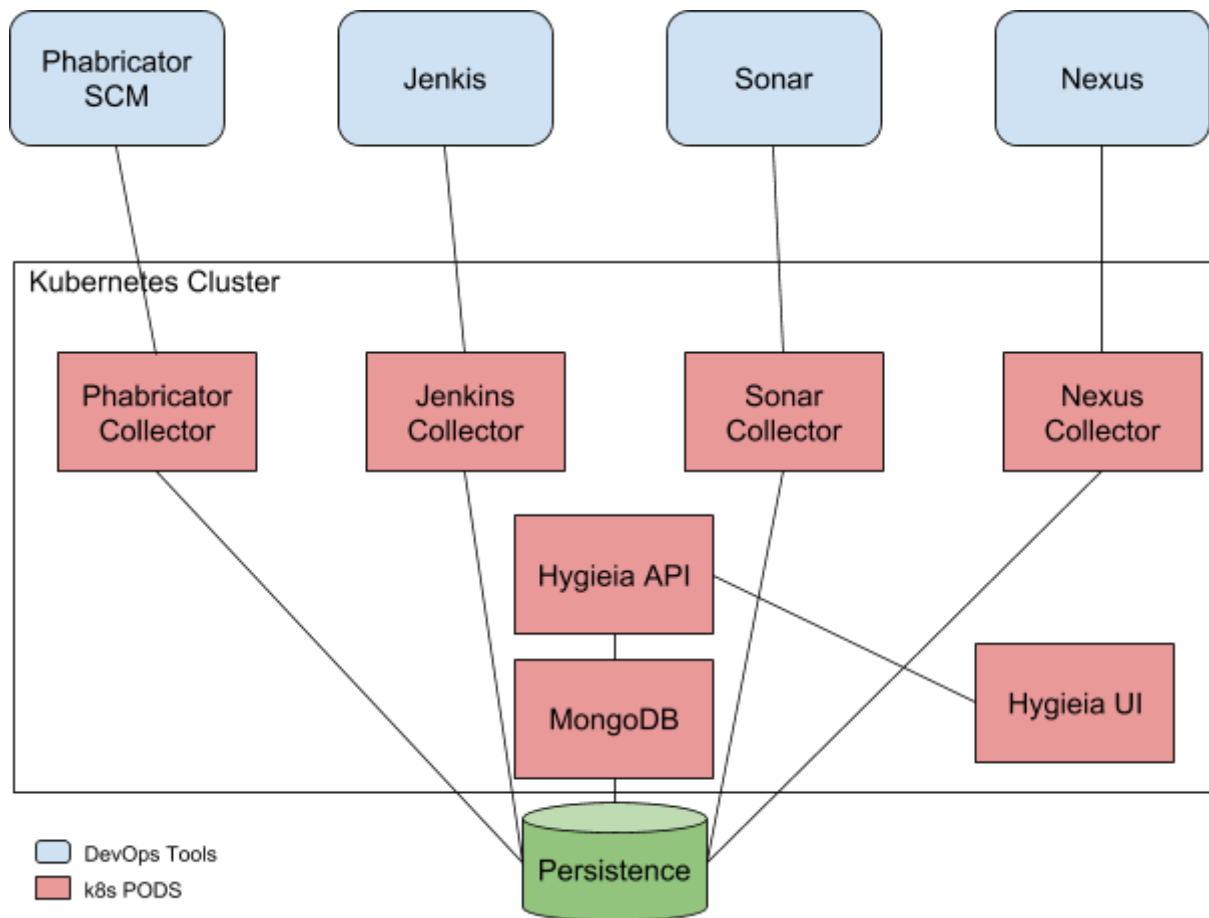 Phabricator
SCM
Jenkis
Sonar
Nexus
Kubernetes Cluster
Phabricator
Collector
Jenkins
Collector
Sonar
Collector
Nexus
Collector
Hygieia API
MongoDB
Hygieia UI
Persistence
DevOps Tools
k8s PODS